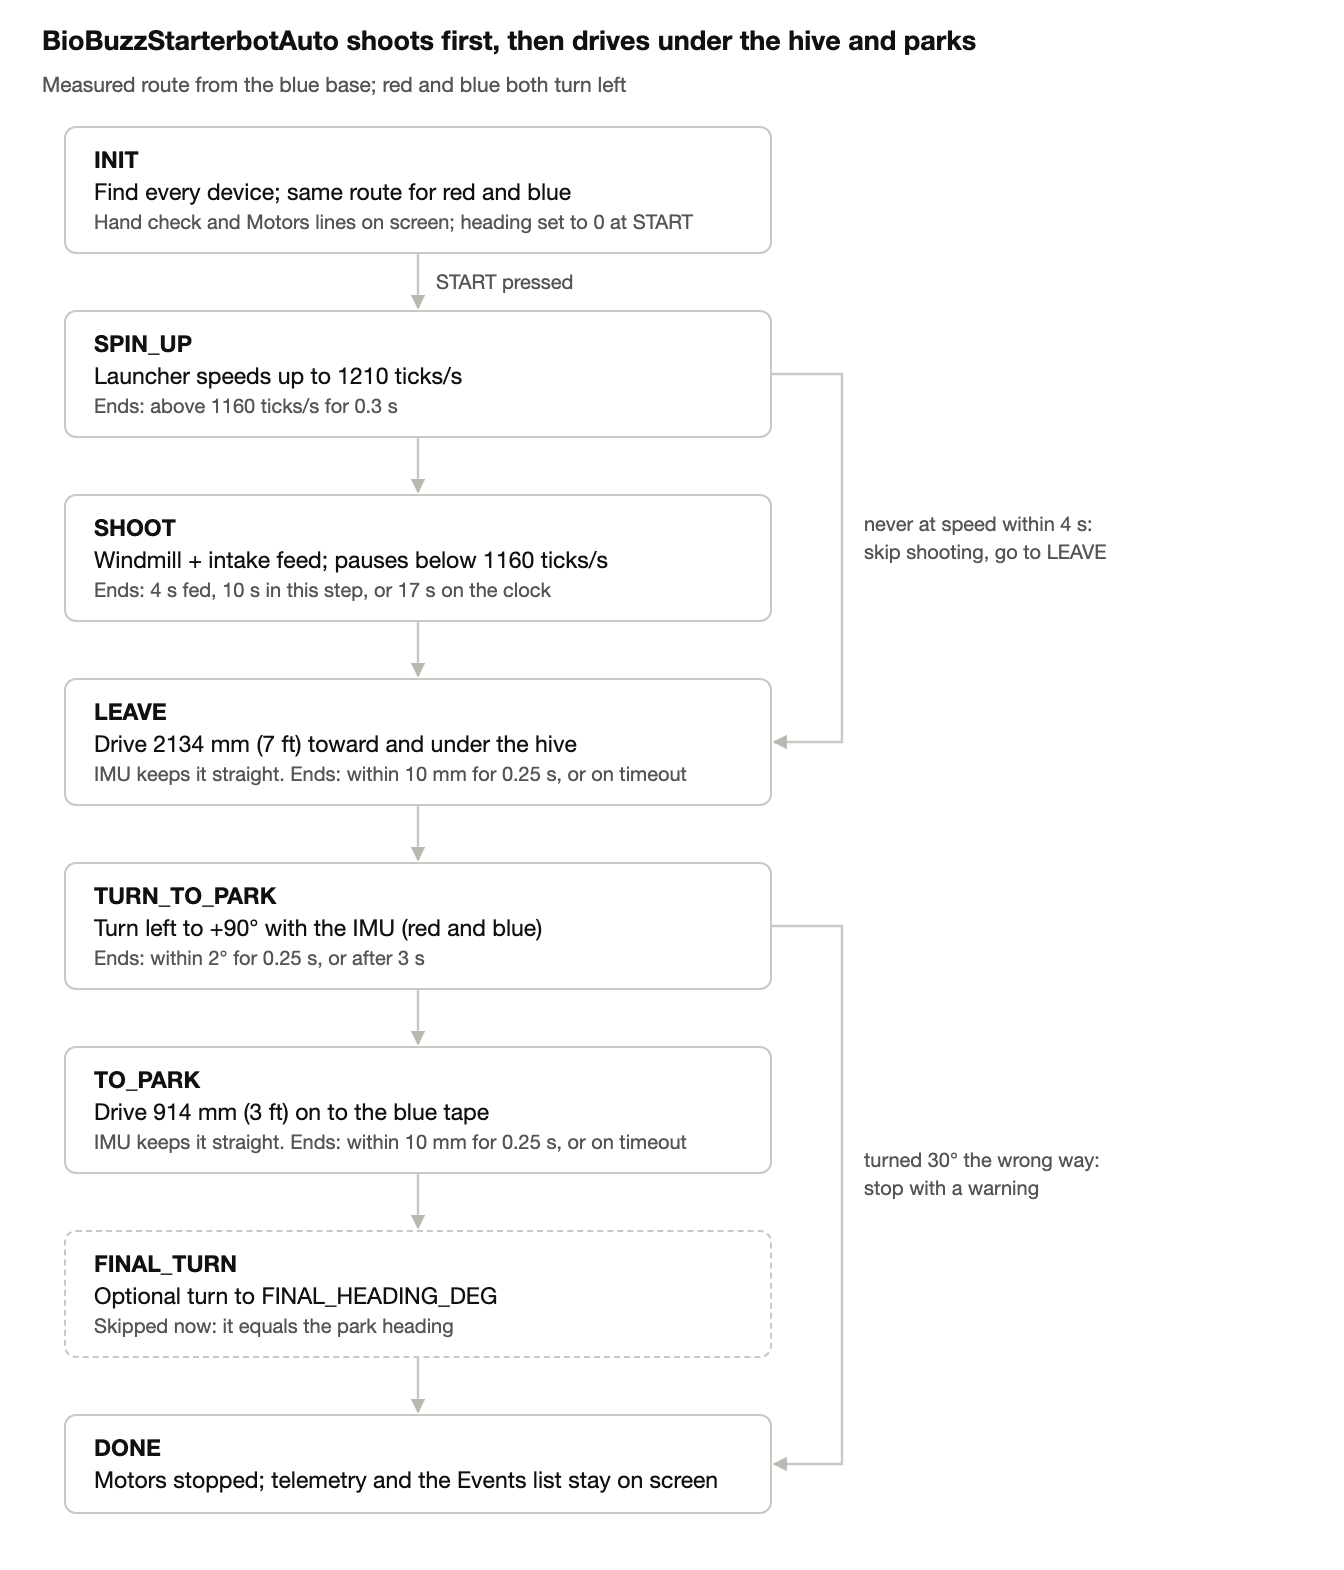 BioBuzzStarterbotAuto shoots first, then drives under the hive and parks
Measured route from the blue base; red and blue both turn left
INIT
Find every device; same route for red and blue
Hand check and Motors lines on screen; heading set to 0 at START
START pressed
SPIN_UP
Launcher speeds up to 1210 ticks/s
Ends: above 1160 ticks/s for 0.3 s
never at speed within 4 s:
skip shooting, go to LEAVE
SHOOT
Windmill + intake feed; pauses below 1160 ticks/s
Ends: 4 s fed, 10 s in this step, or 17 s on the clock
LEAVE
Drive 2134 mm (7 ft) toward and under the hive
IMU keeps it straight. Ends: within 10 mm for 0.25 s, or on timeout
TURN_TO_PARK
Turn left to +90° with the IMU (red and blue)
Ends: within 2° for 0.25 s, or after 3 s
TO_PARK
Drive 914 mm (3 ft) on to the blue tape
IMU keeps it straight. Ends: within 10 mm for 0.25 s, or on timeout
turned 30° the wrong way:
stop with a warning
FINAL_TURN
Optional turn to FINAL_HEADING_DEG
Skipped now: it equals the park heading
DONE
Motors stopped; telemetry and the Events list stay on screen